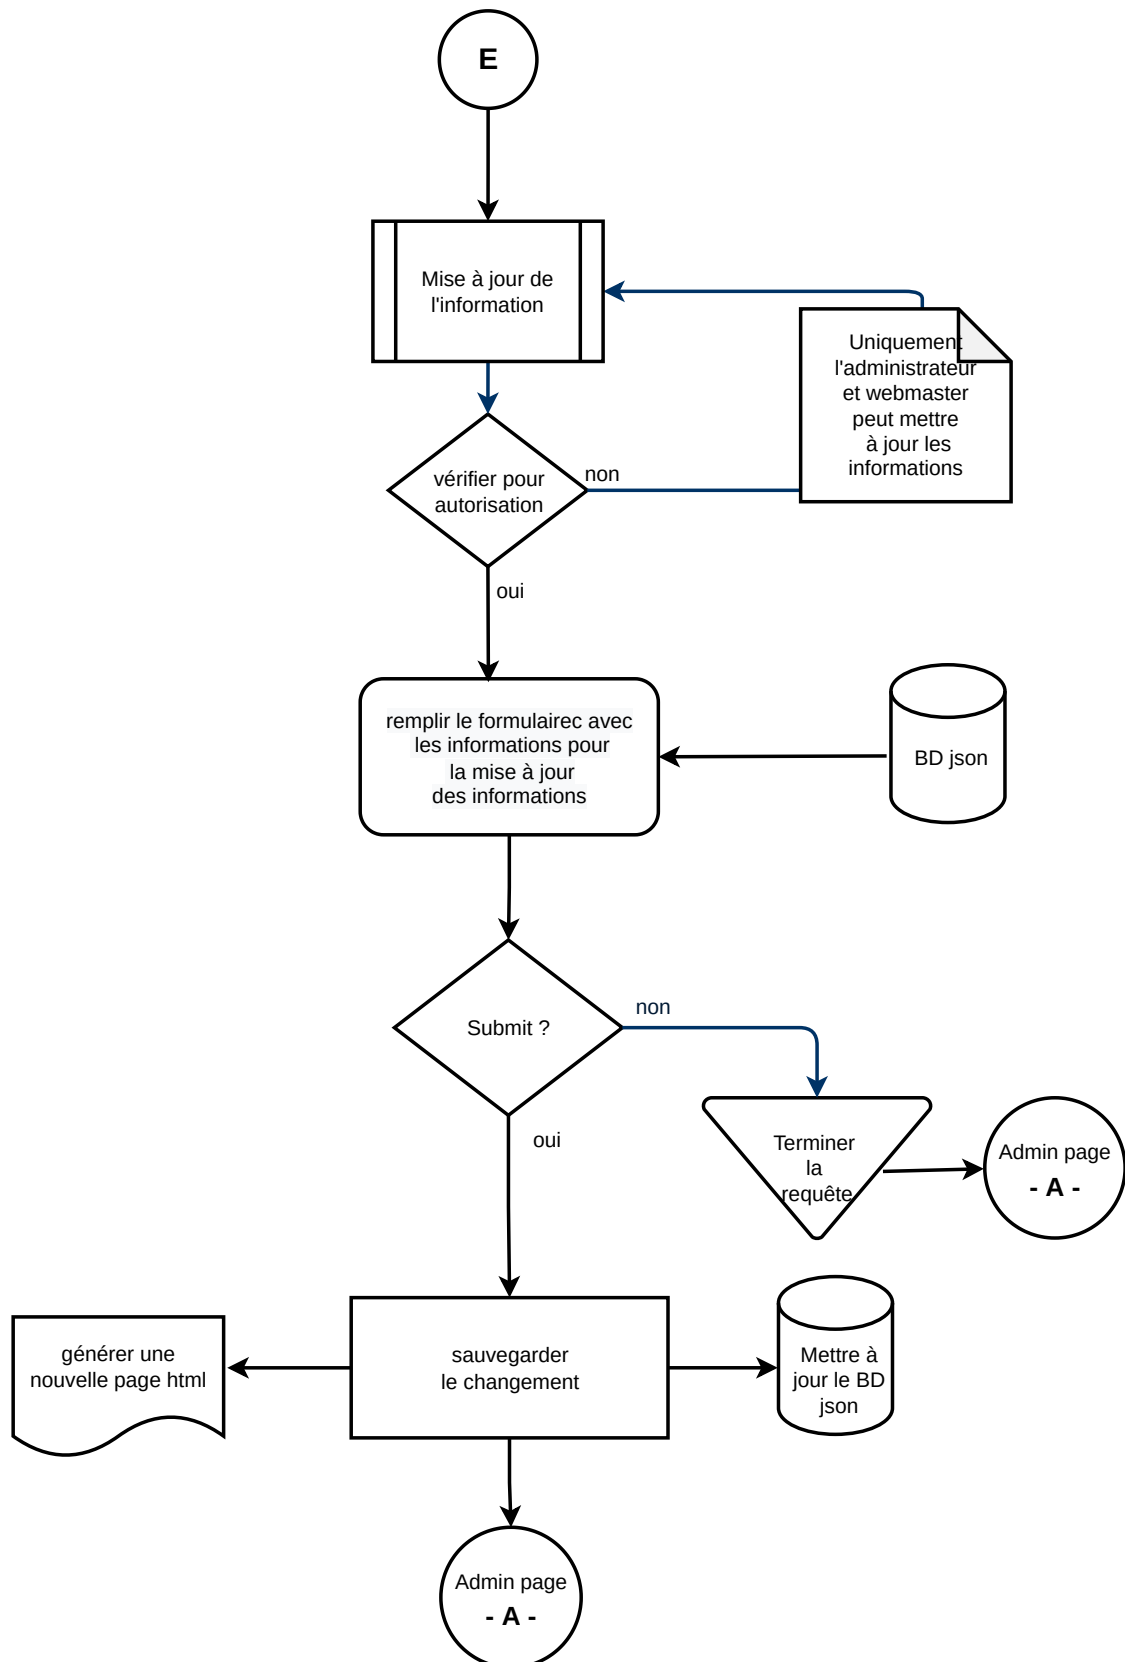 E
Mise à jour de
l'information
Uniquement
l'administrateur
et webmaster
peut mettre
à jour les
informations
vérifier pour
autorisation
non
oui
remplir le formulairec avec
les informations pour
la mise à jour
des informations
BD json
Submit ?
non
oui
Terminer
la
requête
Admin page
- A -
générer une
nouvelle page html
sauvegarder
le changement
Mettre à
jour le BD
json
Admin page
- A -